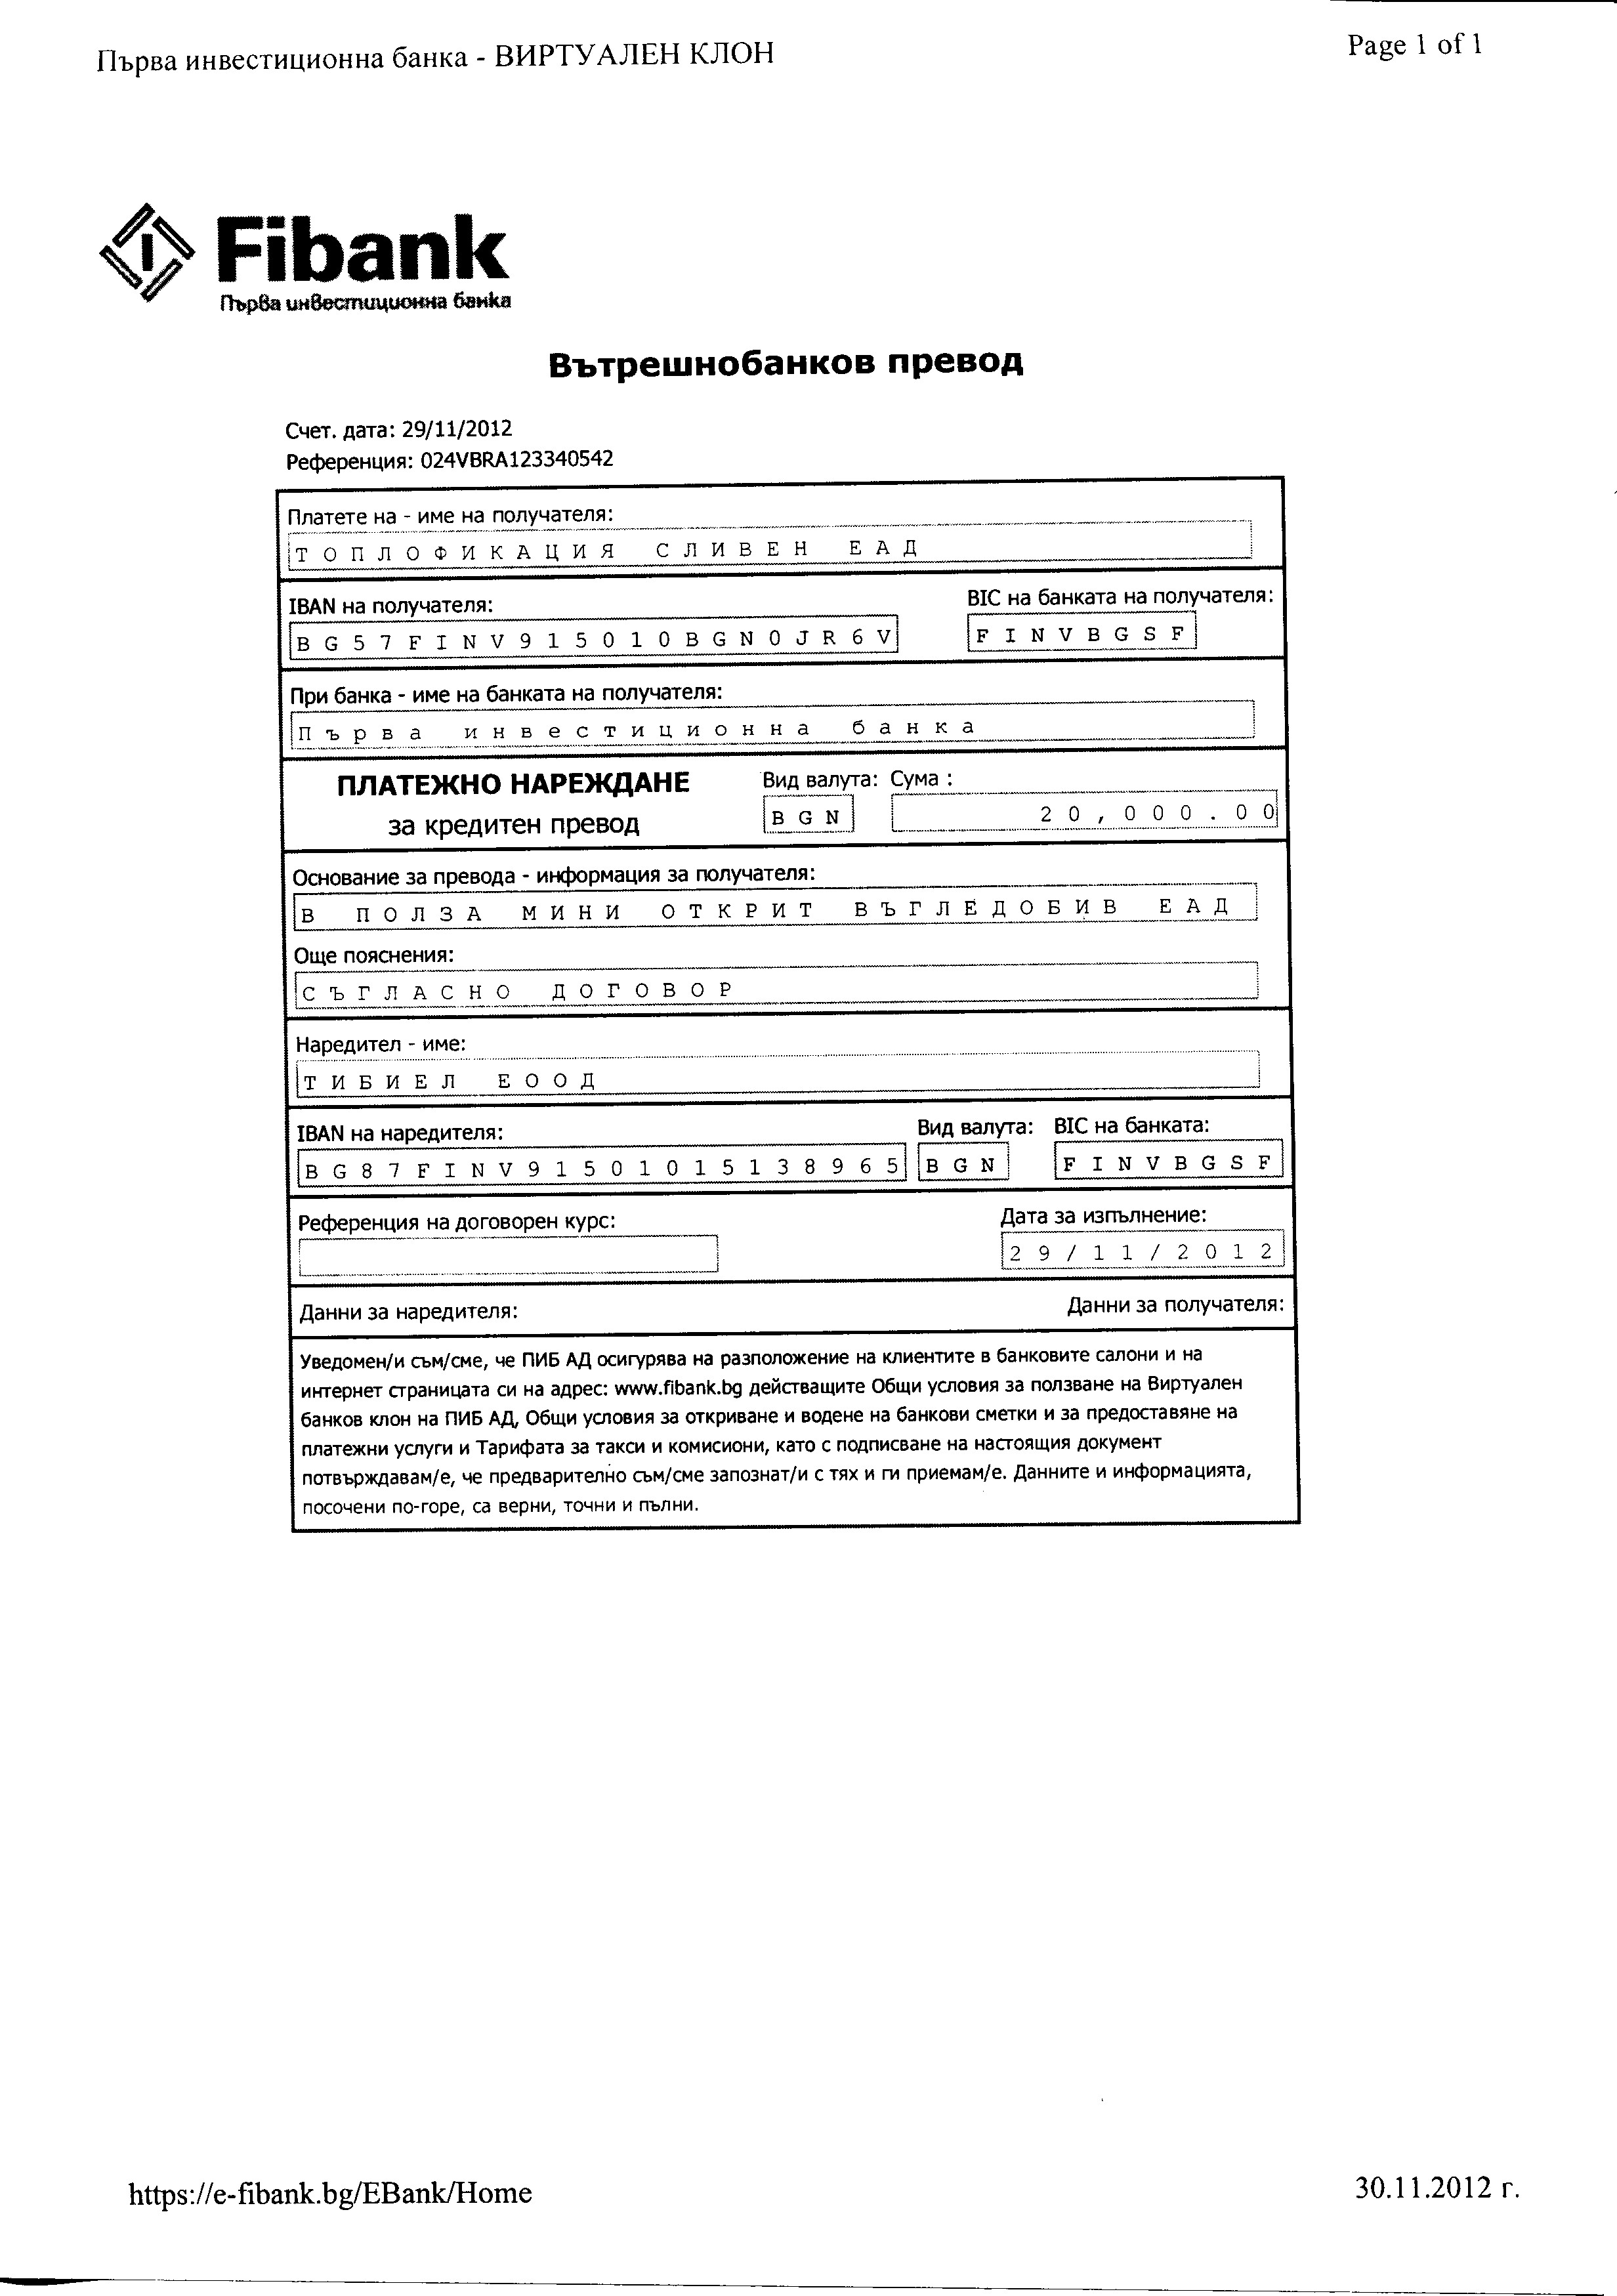 Първа инвестиционна банка - ВИРТУАЛЕН КЛОН
Page 1 of 1
Fibank
Първа инвестиционна банка
Вътрешнобанков превод
Счет. дата: 29/11/2012
Референция: 024VBRA123340542
Платете на - име на получателя:
ТОПЛОФИКАЦИЯ СЛИВЕН ЕАД
IBAN на получателя:
BIC на банката на получателя:
BG57FINV915010BGN0JR6V
FINVBGSF
При банка - име на банката на получателя:
Първа инвестиционна банка
ПЛАТЕЖНО НАРЕЖДАНЕ
за кредитен превод
Вид валута: Сума :
BGN
20,000.00
Основание за превода - информация за получателя:
В ПОЛЗА МИНИ ОТКРИТ ВЪГЛЕДОБИВ ЕАД
Още пояснения:
СЪГЛАСНО ДОГОВОР
Наредител - име:
ТИБИЕЛ ЕООД
IBAN на наредителя:
Вид валута:
BIC на банката:
BG87FINV91501015138965
BGN
FINVBGSF
Референция на договорен курс:
Дата за изпълнение:
29/11/2012
Данни за наредителя:
Данни за получателя:
Уведомен/и съм/сме, че ПИБ АД осигурява на разположение на клиентите в банковите салони и на
интернет страницата си на адрес: www.fibank.bg действащите Общи условия за ползване на Виртуален
банков клон на ПИБ АД, Общи условия за откриване и водене на банкови сметки и за предоставяне на
платежни услуги и Тарифата за такси и комисиони, като с подписване на настоящия документ
потвърждавам/е, че предварително съм/сме запознат/и с тях и ги приемам/е. Данните и информацията,
посочени по-горе, са верни, точни и пълни.
https://e-fibank.bg/EBank/Home
30.11.2012 г.